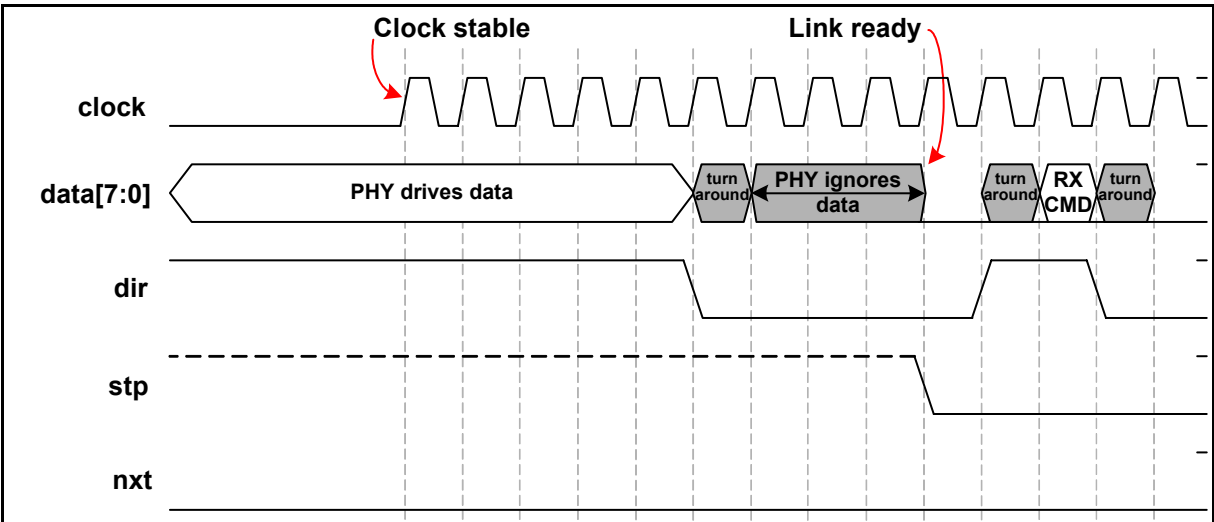 Clock stable
Link ready
clock
data[7:0]
PHY drives data
turn
around
PHY ignores
data
turn
around
RX
CMD
turn
around
dir
stp
nxt